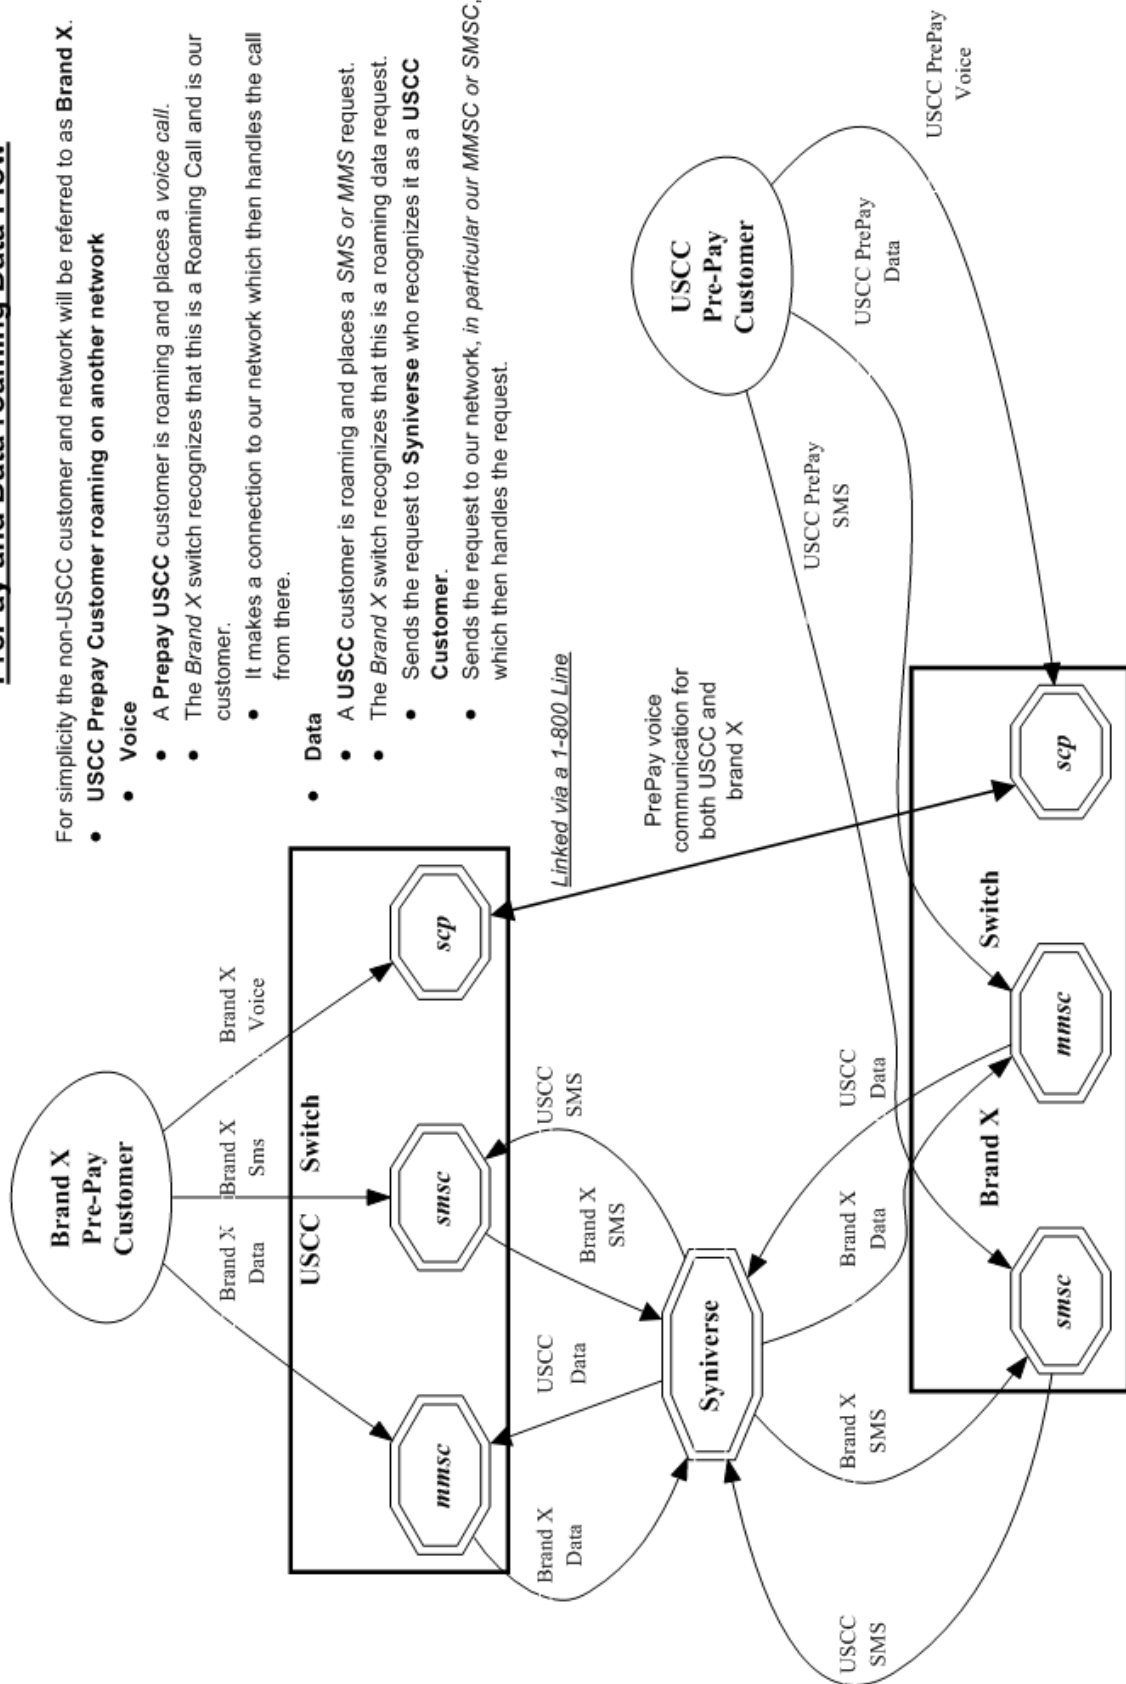 PrePay and Data roaming Data Flow
For simplicity the non-USCC customer and network will be referred to as Brand X.
● USCC Prepay Customer roaming on another network
● Voice
● A Prepay USCC customer is roaming and places a voice call.
● The Brand X switch recognizes that this is a Roaming Call and is our
customer.
● It makes a connection to our network which then handles the call
from there.
● Data
● A USCC customer is roaming and places a SMS or MMS request.
● The Brand X switch recognizes that this is a roaming data request.
● Sends the request to Syniverse who recognizes it as a USCC
Customer.
● Sends the request to our network, in particular our MMSC or SMSC,
which then handles the request.
Brand X
Pre-Pay
Customer
Brand X
Data
Brand X
Sms
Brand X
Voice
USCC Switch
mmsc
smsc
scp
Linked via a 1-800 Line
PrePay voice
communication for
both USCC and
brand X
Brand X
Data
USCC
Data
Brand X
SMS
USCC
SMS
Syniverse
USCC
SMS
Brand X
SMS
Brand X
Data
USCC
Data
USCC
Pre-Pay
Customer
USCC PrePay
SMS
USCC PrePay
Data
USCC PrePay
Voice
Brand X Switch
smsc
mmsc
scp